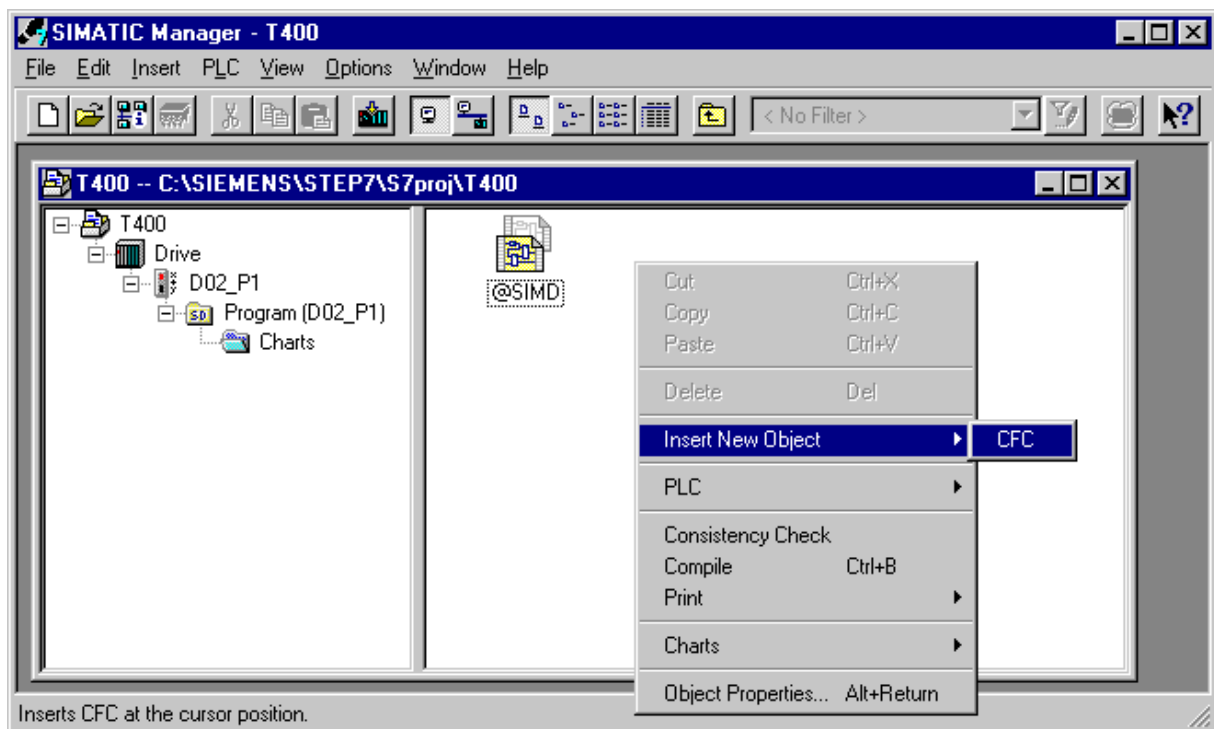 SIMATIC Manager - T400
File Edit Insert PLC View Options Window Help
< No Filter >
T400 -- C:\SIEMENS\STEP7\S7proj\T400
T400
Drive
D02_P1
SD Program (D02_P1)
Charts
@SIMD
Cut Ctrl+X
Copy Ctrl+C
Paste Ctrl+V
Delete Del
Insert New Object CFC
PLC
Consistency Check
Compile Ctrl+B
Print
Charts
Object Properties... Alt+Return
Inserts CFC at the cursor position.